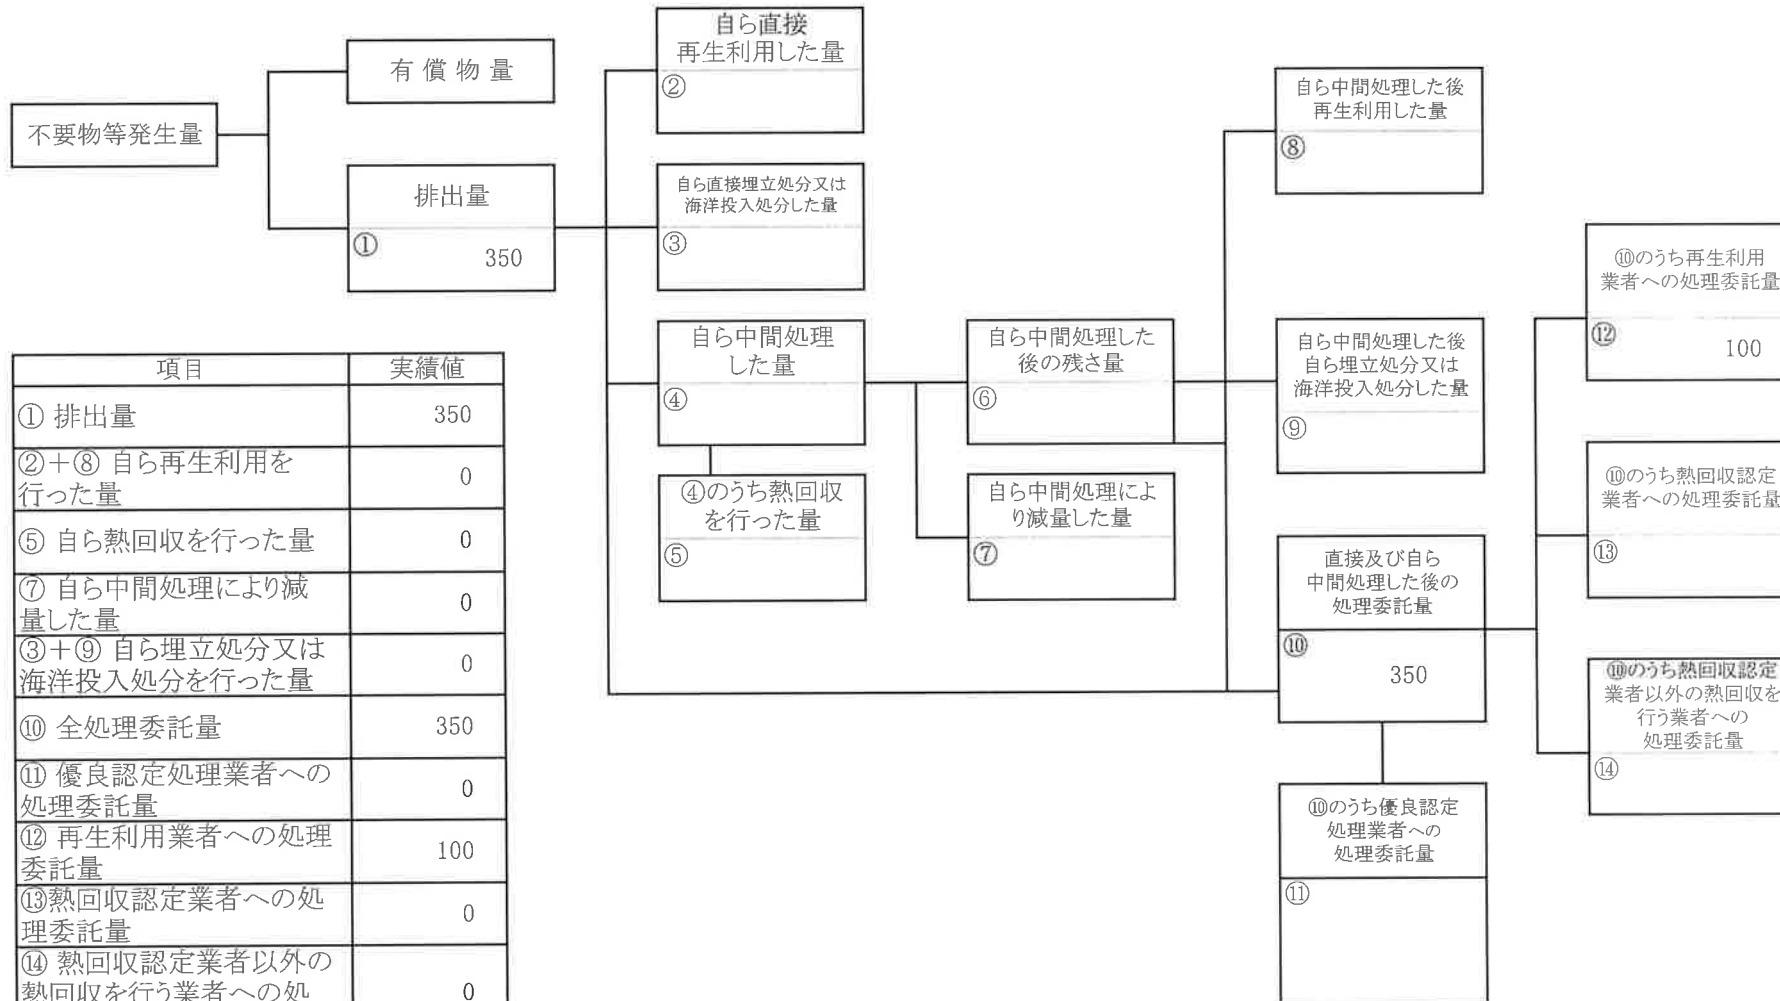 不要物等発生量
有償物量
排出量
①
350
自ら直接
再生利用した量
②
自ら直接埋立処分又は
海洋投入処分した量
③
自ら中間処理
した量
④
④のうち熱回収
を行った量
⑤
自ら中間処理した
後の残さ量
⑥
自ら中間処理によ
り減量した量
⑦
自ら中間処理した後
再生利用した量
⑧
自ら中間処理した後
自ら埋立処分又は
海洋投入処分した量
⑨
直接及び自ら
中間処理した後の
処理委託量
⑩
350
⑩のうち優良認定
処理業者への
処理委託量
⑪
⑩のうち再生利用
業者への処理委託量
⑫
100
⑩のうち熱回収認定
業者への処理委託量
⑬
⑩のうち熱回収認定
業者以外の熱回収を
行う業者への
処理委託量
⑭
項目 実績値
① 排出量 350
②+⑧ 自ら再生利用を
行った量 0
⑤ 自ら熱回収を行った量 0
⑦ 自ら中間処理により減
量した量 0
③+⑨ 自ら埋立処分又は
海洋投入処分を行った量 0
⑩ 全処理委託量 350
⑪ 優良認定処理業者への
処理委託量 0
⑫ 再生利用業者への処理
委託量 100
⑬熱回収認定業者への処
理委託量 0
⑭ 熱回収認定業者以外の
熱回収を行う業者への処 0